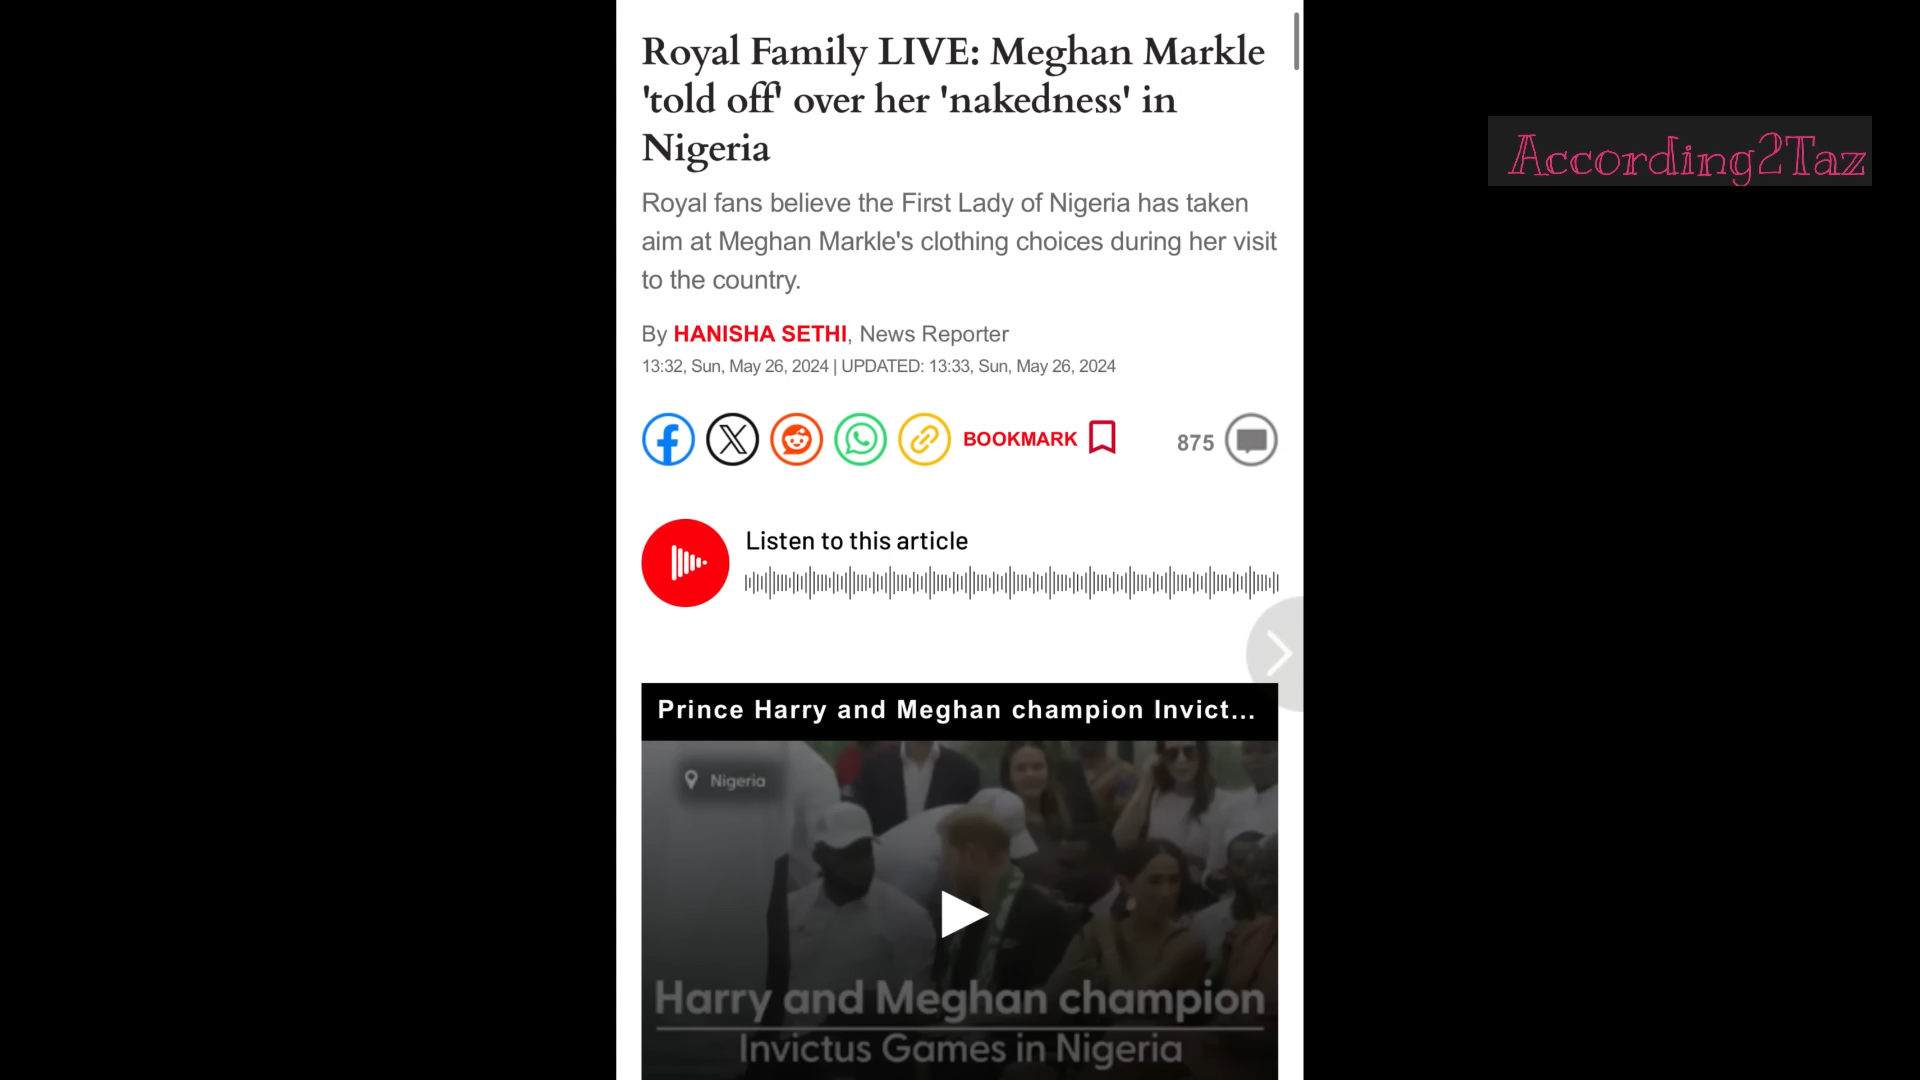 Royal Family LIVE: Meghan Markle
'told off' over her 'nakedness' in
Nigeria
According2Taz
Royal fans believe the First Lady of Nigeria has taken
aim at Meghan Markle's clothing choices during her visit
to the country.
By HANISHA SETHI, News Reporter
13:32, Sun, May 26, 2024 | UPDATED: 13:33, Sun, May 26, 2024
BOOKMARK
875
Listen to this article
Prince Harry and Meghan champion Invict...
Nigeria
Harry and Meghan champion
Invictus Games in Nigeria